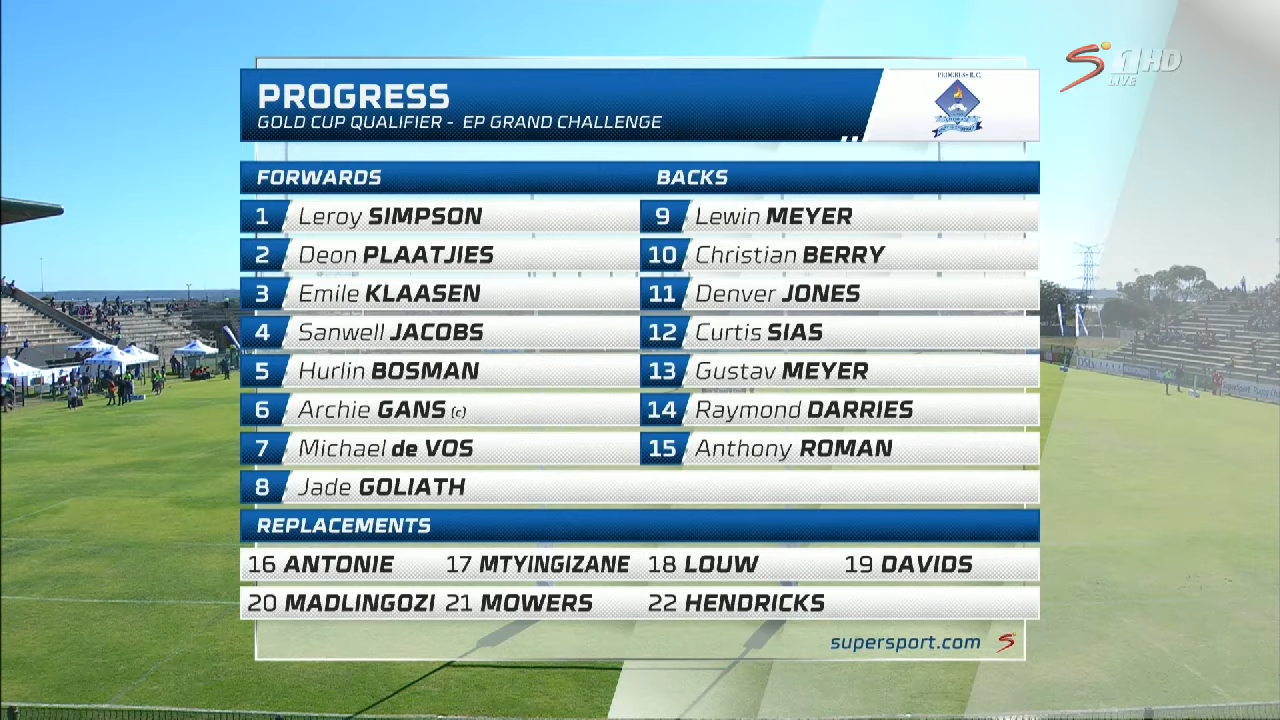 PROGRESS
GOLD CUP QUALIFIER - EP GRAND CHALLENGE
PROGRESS R.F.C.
1HD
LIVE
FORWARDS BACKS
1 Leroy SIMPSON 9 Lewin MEYER
2 Deon PLAATJIES 10 Christian BERRY
3 Emile KLAASEN 11 Denver JONES
4 Sanwell JACOBS 12 Curtis SIAS
5 Hurlin BOSMAN 13 Gustav MEYER
6 Archie GANS (c) 14 Raymond DARRIES
7 Michael de VOS 15 Anthony ROMAN
8 Jade GOLIATH
REPLACEMENTS
16 ANTONIE 17 MTYINGIZANE 18 LOUW 19 DAVIDS
20 MADLINGOZI 21 MOWERS 22 HENDRICKS
supersport.com